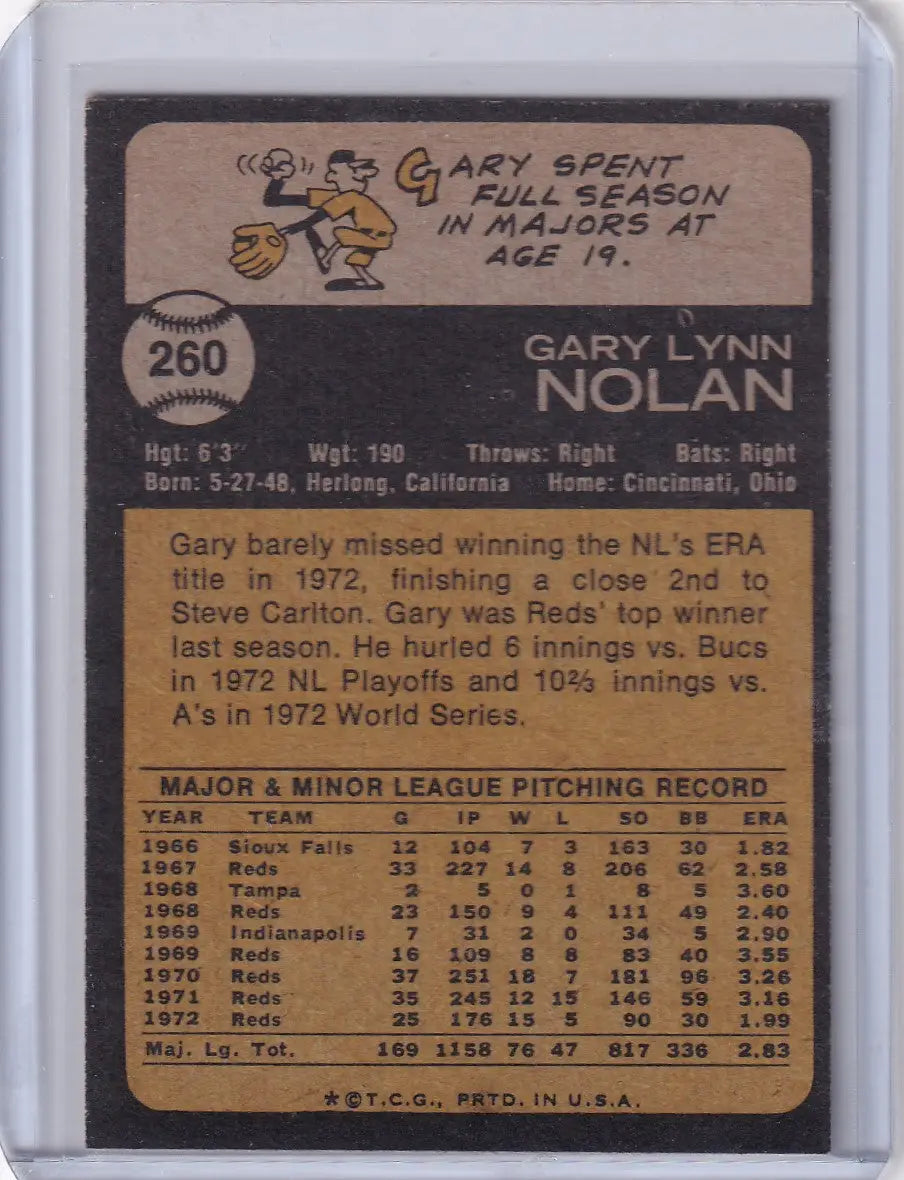 GARY SPENT
FULL SEASON
IN MAJORS AT
AGE 19.
260
GARY LYNN
NOLAN
Hgt: 6'3" Wgt: 190 Throws: Right Bats: Right
Born: 5-27-48, Herlong, California Home: Cincinnati, Ohio
Gary barely missed winning the NL's ERA
title in 1972, finishing a close 2nd to
Steve Carlton. Gary was Reds' top winner
last season. He hurled 6 innings vs. Bucs
in 1972 NL Playoffs and 10⅔ innings vs.
A's in 1972 World Series.
MAJOR & MINOR LEAGUE PITCHING RECORD
YEAR TEAM G IP W L SO BB ERA
1966 Sioux Falls 12 104 7 3 163 30 1.82
1967 Reds 33 227 14 8 206 62 2.58
1968 Tampa 2 5 0 1 8 5 3.60
1968 Reds 23 150 9 4 111 49 2.40
1969 Indianapolis 7 31 2 0 34 5 2.90
1969 Reds 16 109 8 8 83 40 3.55
1970 Reds 37 251 18 7 181 96 3.26
1971 Reds 35 245 12 15 146 59 3.16
1972 Reds 25 176 15 5 90 30 1.99
Maj. Lg. Tot. 169 1158 76 47 817 336 2.83
*©T.C.G., PRTD. IN U.S.A.